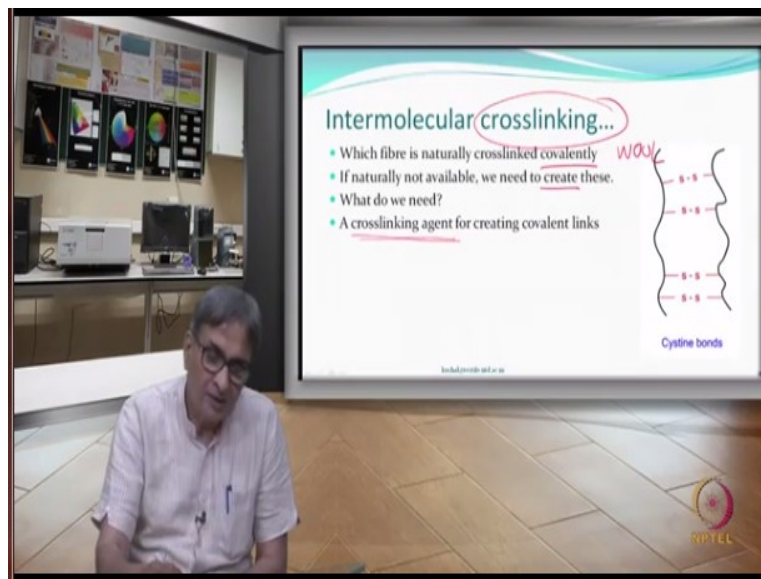 Intermolecular crosslinking...
• Which fibre is naturally crosslinked covalently
• If naturally not available, we need to create these.
• What do we need?
• A crosslinking agent for creating covalent links
s - s
s - s
s - s
s - s
Cystine bonds
NPTEL